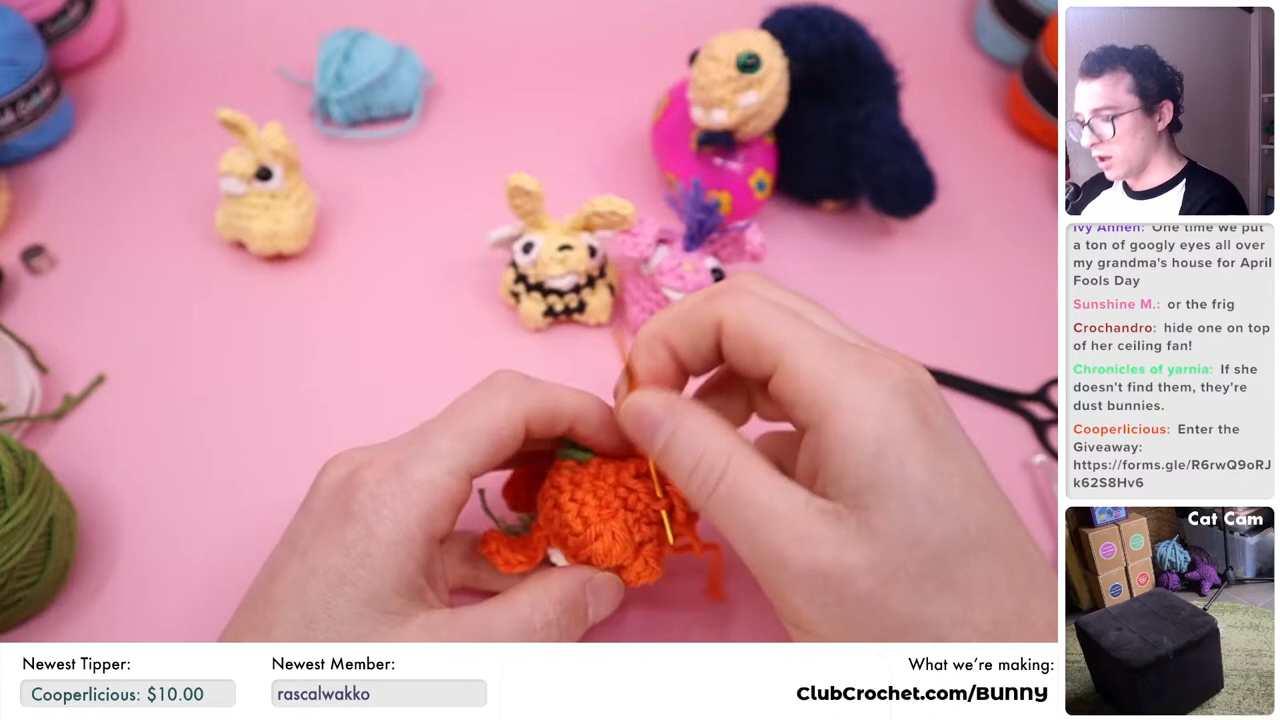 Ivy Annen: One time we put
a ton of googly eyes all over
my grandma's house for April
Fools Day
Sunshine M.: or the frig
Crochandro: hide one on top
of her ceiling fan!
Chronicles of yarnia: If she
doesn't find them, they're
dust bunnies.
Cooperlicious: Enter the
Giveaway:
https://forms.gle/R6rwQ9oRJ
k62S8Hv6
Cat Cam
Newest Tipper:
Cooperlicious: $10.00
Newest Member:
rascalwakko
What we're making:
ClubCrochet.com/BUNNY